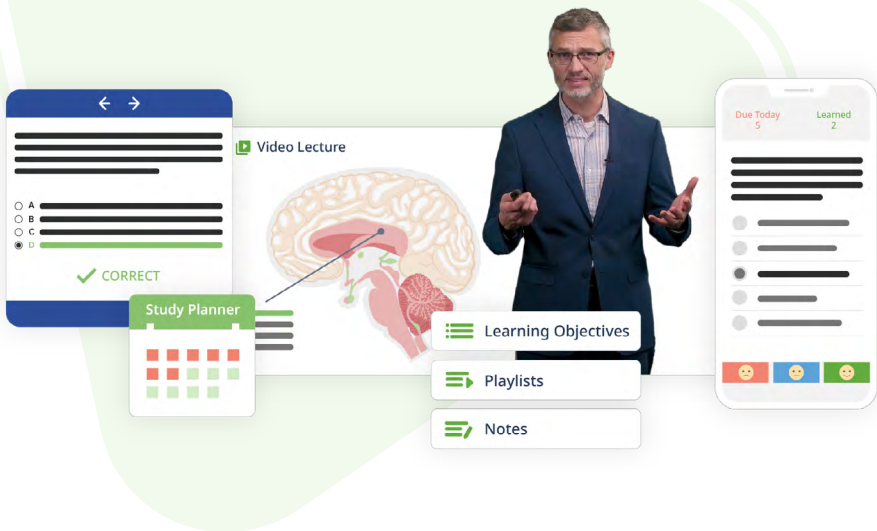 A
B
C
D
CORRECT
Study Planner
Video Lecture
Learning Objectives
Playlists
Notes
Due Today
5
Learned
2